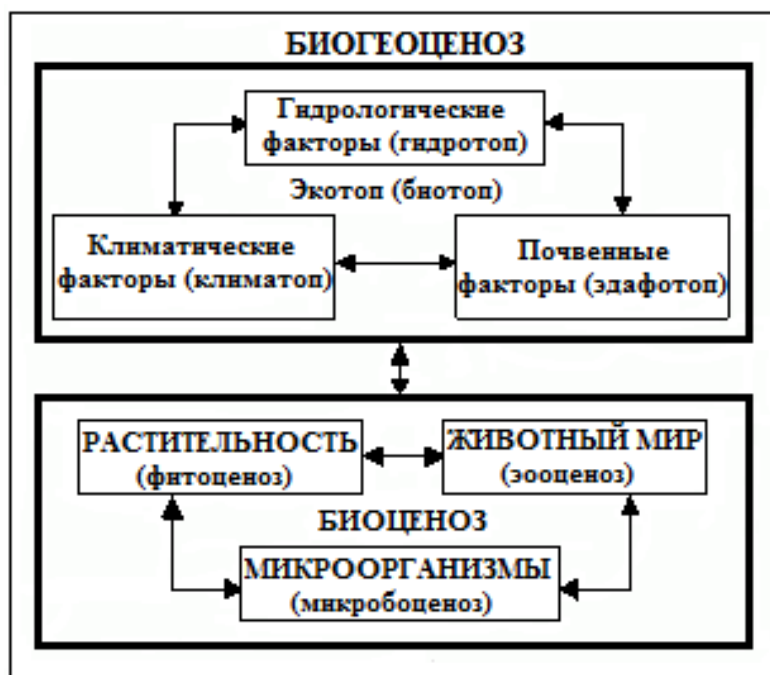 БИОГЕОЦЕНОЗ
Гидрологические
факторы (гидротоп)
Экотоп (биотоп)
Климатические
факторы (климатоп)
Почвенные
факторы (эдафотоп)
РАСТИТЕЛЬНОСТЬ
(фитоценоз)
ЖИВОТНЫЙ МИР
(эооценоз)
БИОЦЕНОЗ
МИКРООРГАНИЗМЫ
(микробоценоз)